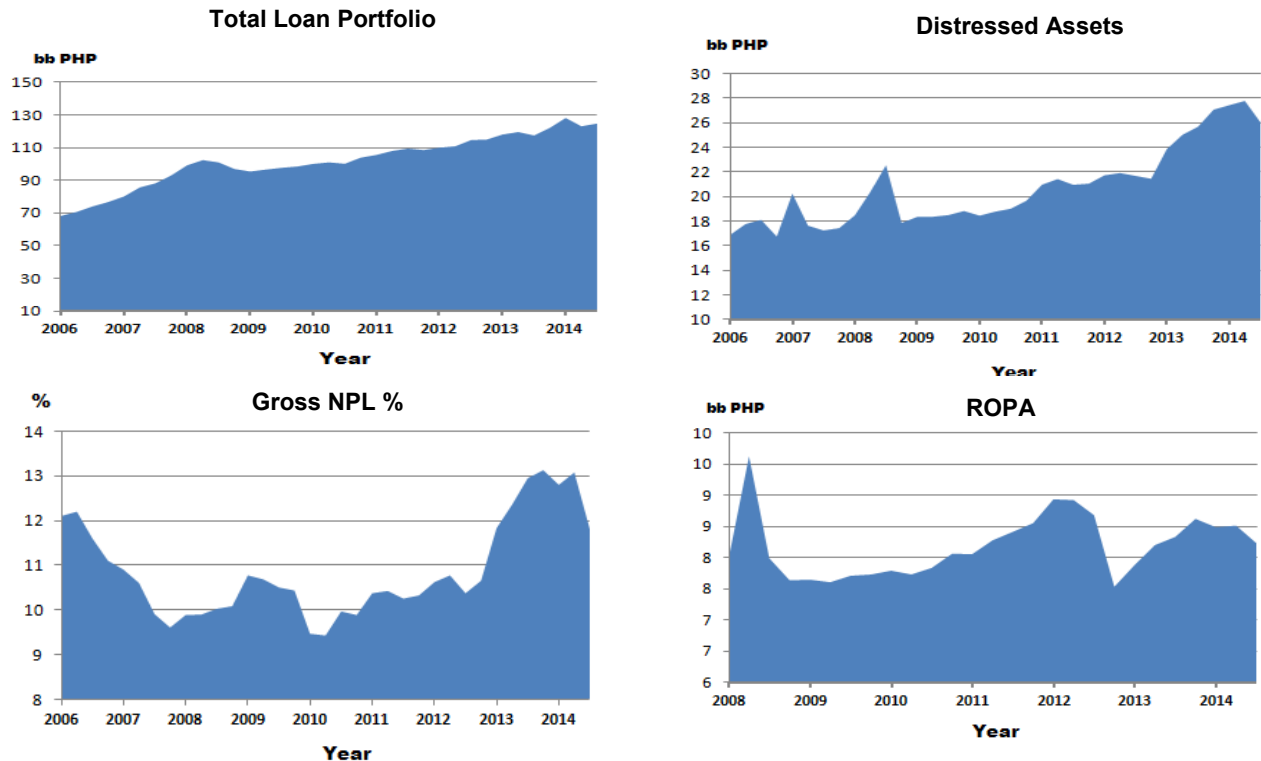 Total Loan Portfolio
bb PHP
150
130
110
90
70
50
30
10
2006 2007 2008 2009 2010 2011 2012 2013 2014
Year
Distressed Assets
bb PHP
30
28
26
24
22
20
18
16
14
12
10
2006 2007 2008 2009 2010 2011 2012 2013 2014
Year
Gross NPL %
%
14
13
12
11
10
9
8
2006 2007 2008 2009 2010 2011 2012 2013 2014
Year
ROPA
bb PHP
10
10
9
9
8
8
7
7
6
2008 2009 2010 2011 2012 2013 2014
Year